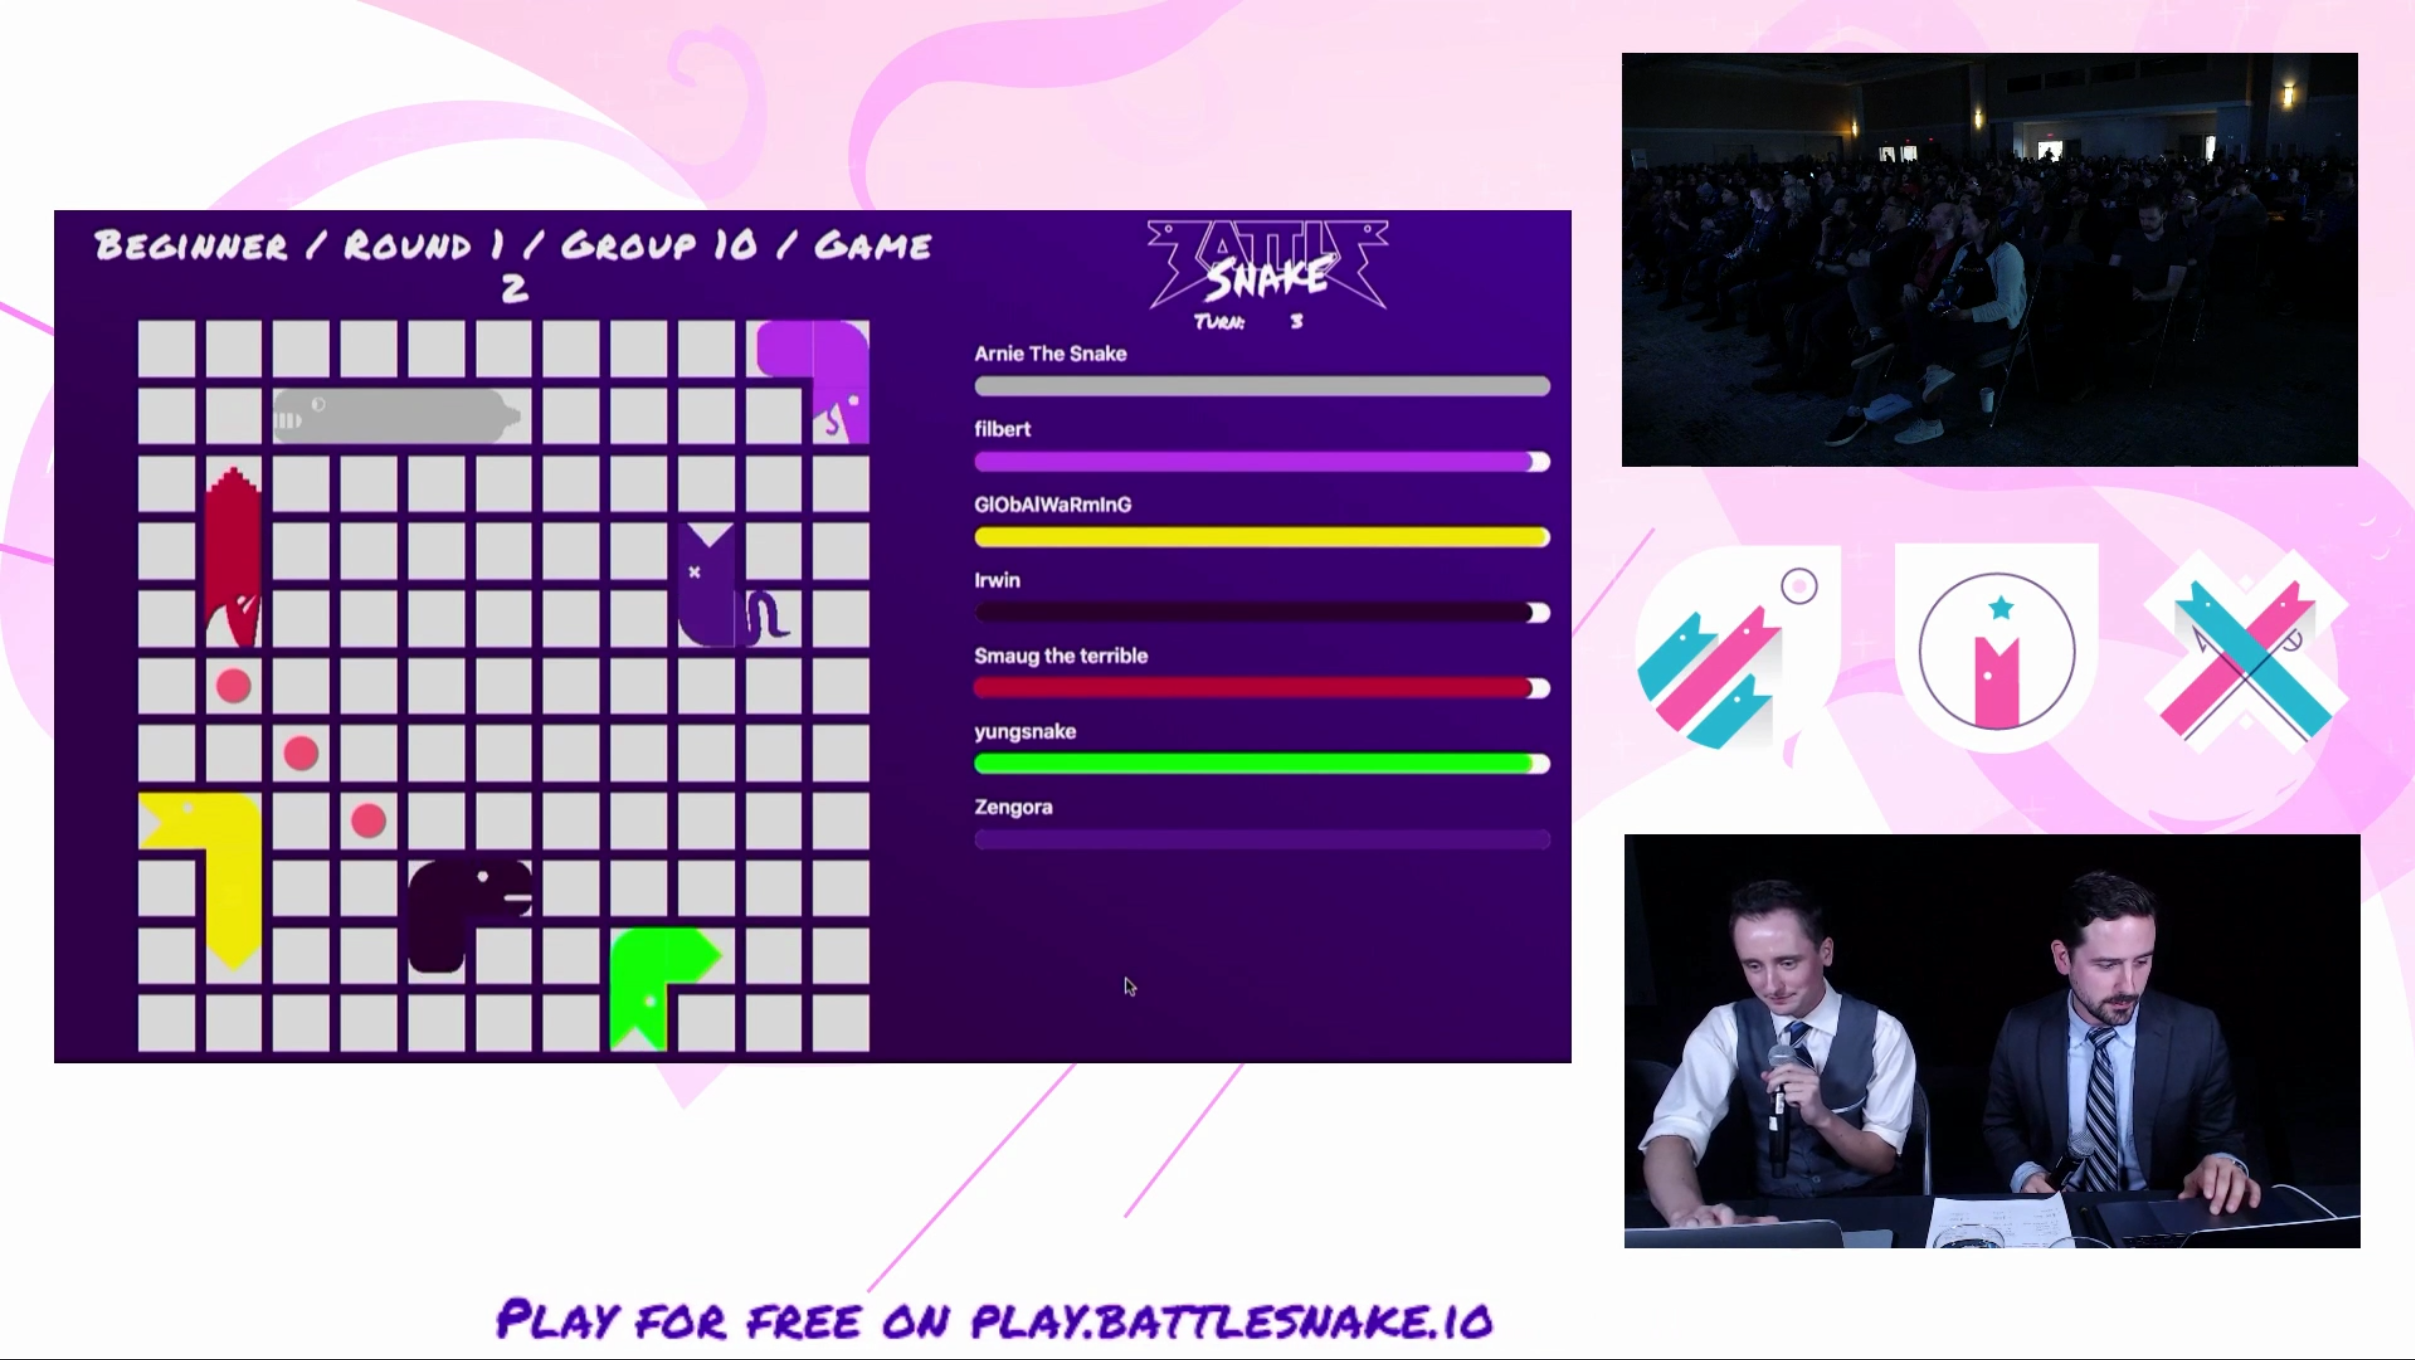 BEGINNER / ROUND 1 / GROUP 10 / GAME
2
BATTLE
SNAKE
TURN: 3
Arnie The Snake
filbert
GlObAlWaRmInG
Irwin
Smaug the terrible
yungsnake
Zengora
PLAY FOR FREE ON PLAY.BATTLESNAKE.IO